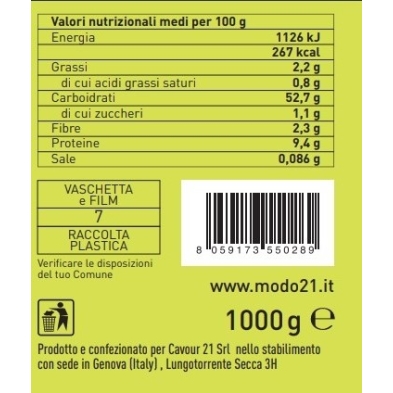 Valori nutrizionali medi per 100 g
Energia 1126 kJ
267 kcal
Grassi 2,2 g
di cui acidi grassi saturi 0,8 g
Carboidrati 52,7 g
di cui zuccheri 1,1 g
Fibre 2,3 g
Proteine 9,4 g
Sale 0,086 g
VASCHETTA
e FILM
7
RACCOLTA
PLASTICA
Verificare le disposizioni
del tuo Comune
8 059173 550289
www.modo21.it
1000 g ℮
Prodotto e confezionato per Cavour 21 Srl nello stabilimento
con sede in Genova (Italy) , Lungotorrente Secca 3H